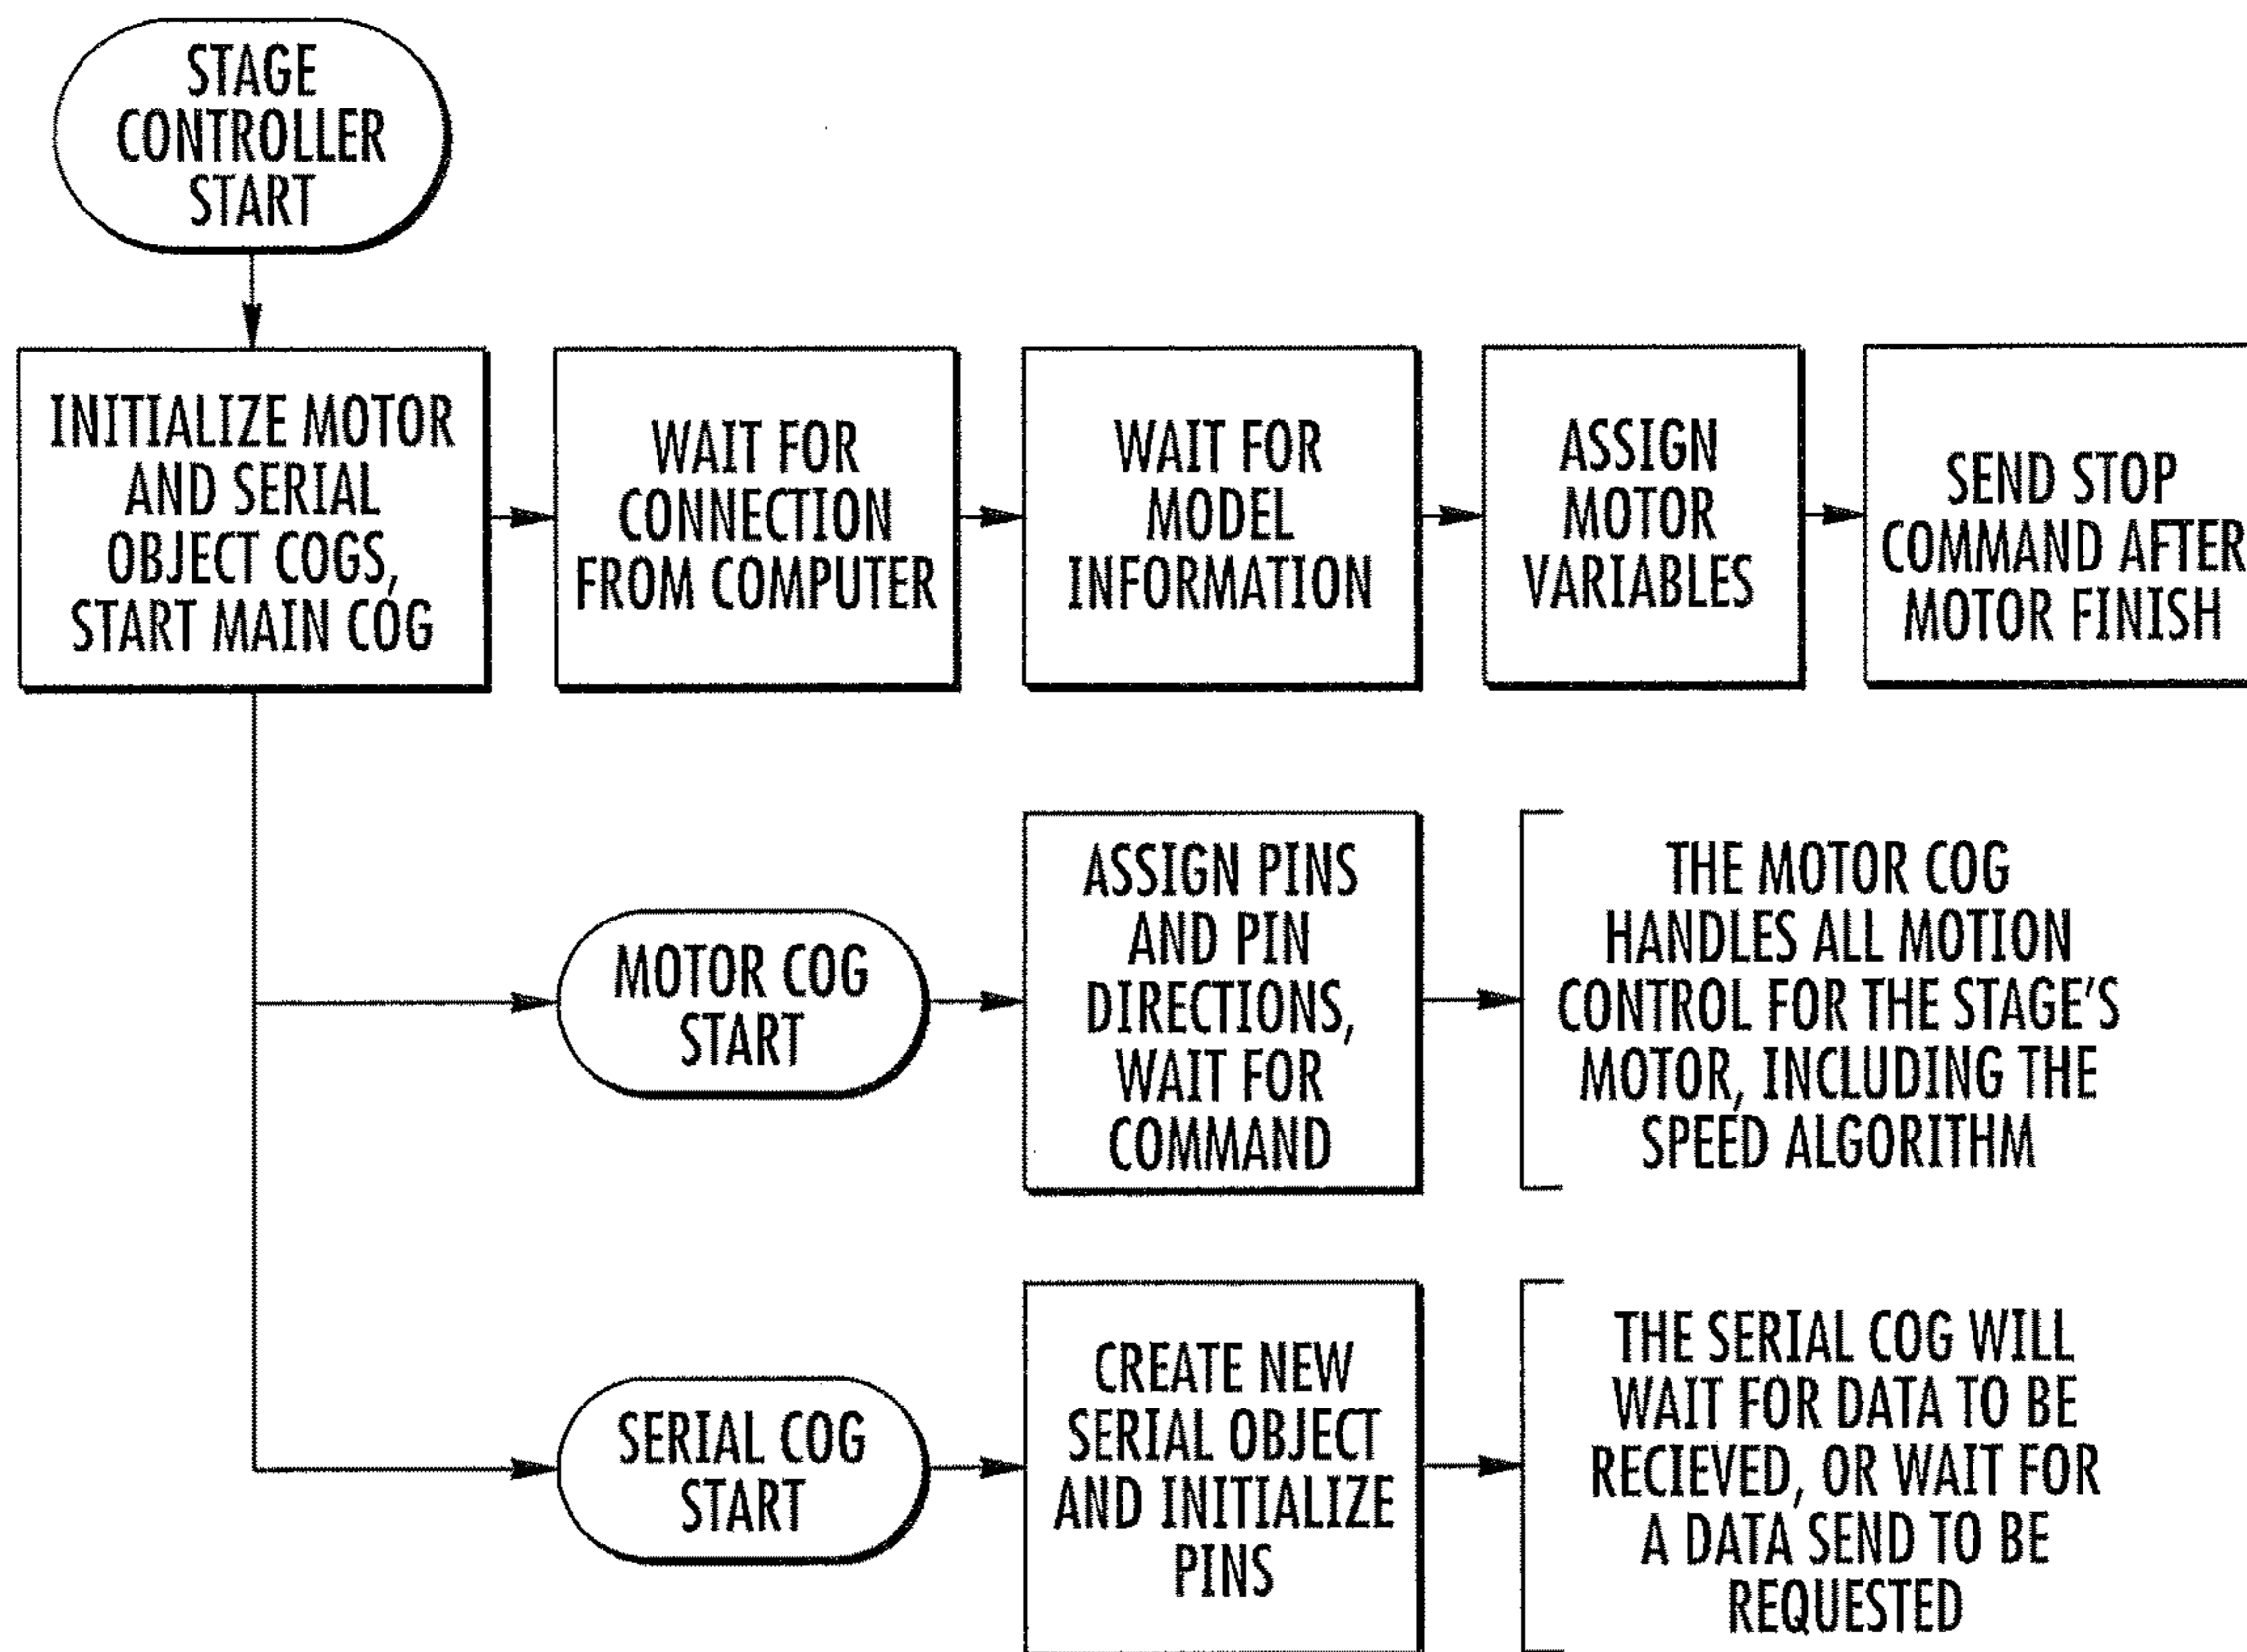 STAGE
CONTROLLER
START
INITIALIZE MOTOR
AND SERIAL
OBJECT COGS,
START MAIN COG
WAIT FOR
CONNECTION
FROM COMPUTER
WAIT FOR
MODEL
INFORMATION
ASSIGN
MOTOR
VARIABLES
SEND STOP
COMMAND AFTER
MOTOR FINISH
MOTOR COG
START
ASSIGN PINS
AND PIN
DIRECTIONS,
WAIT FOR
COMMAND
THE MOTOR COG
HANDLES ALL MOTION
CONTROL FOR THE STAGE'S
MOTOR, INCLUDING THE
SPEED ALGORITHM
SERIAL COG
START
CREATE NEW
SERIAL OBJECT
AND INITIALIZE
PINS
THE SERIAL COG WILL
WAIT FOR DATA TO BE
RECIEVED, OR WAIT FOR
A DATA SEND TO BE
REQUESTED